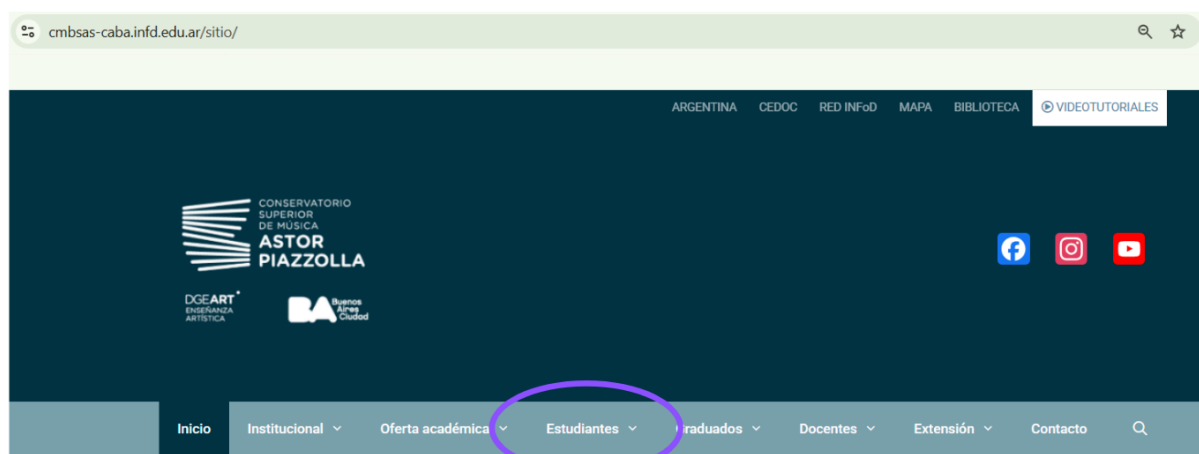 cmbsas-caba.infd.edu.ar/sitio/
ARGENTINA CEDOC RED INFoD MAPA BIBLIOTECA VIDEOTUTORIALES
CONSERVATORIO
SUPERIOR
DE MÚSICA
ASTOR
PIAZZOLLA
DGEART
ENSEÑANZA
ARTÍSTICA
BA Buenos
Aires
Ciudad
Inicio Institucional Oferta académica Estudiantes Graduados Docentes Extensión Contacto